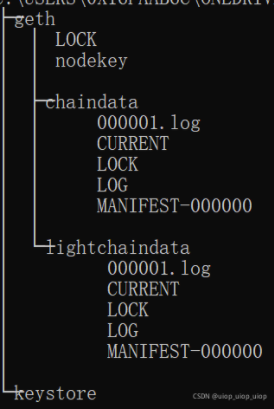 geth
LOCK
nodekey
chaindata
000001.log
CURRENT
LOCK
LOG
MANIFEST-000000
lightchaindata
000001.log
CURRENT
LOCK
LOG
MANIFEST-000000
keystore
CSDN @uiop_uiop_uiop